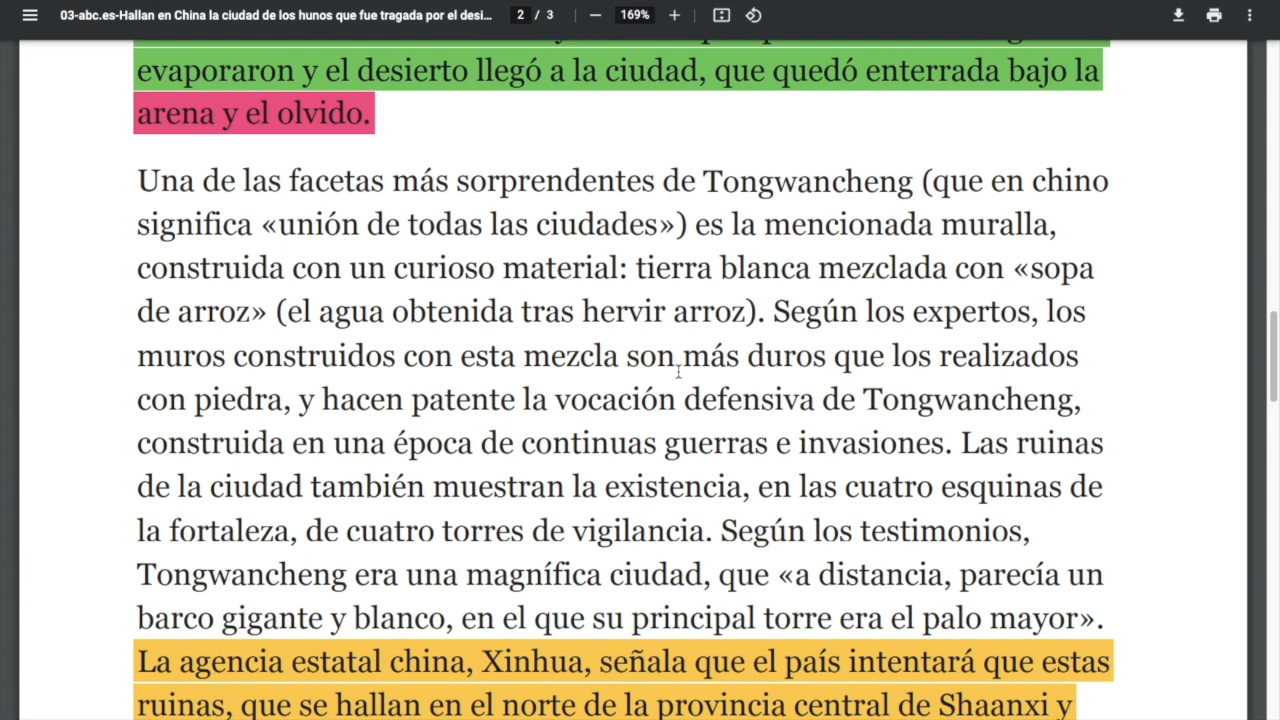 03-abc.es-Hallan en China la ciudad de los hunos que fue tragada por el desi... 2 / 3 169%
evaporaron y el desierto llegó a la ciudad, que quedó enterrada bajo la
arena y el olvido.
Una de las facetas más sorprendentes de Tongwancheng (que en chino
significa «unión de todas las ciudades») es la mencionada muralla,
construida con un curioso material: tierra blanca mezclada con «sopa
de arroz» (el agua obtenida tras hervir arroz). Según los expertos, los
muros construidos con esta mezcla son más duros que los realizados
con piedra, y hacen patente la vocación defensiva de Tongwancheng,
construida en una época de continuas guerras e invasiones. Las ruinas
de la ciudad también muestran la existencia, en las cuatro esquinas de
la fortaleza, de cuatro torres de vigilancia. Según los testimonios,
Tongwancheng era una magnífica ciudad, que «a distancia, parecía un
barco gigante y blanco, en el que su principal torre era el palo mayor».
La agencia estatal china, Xinhua, señala que el país intentará que estas
ruinas, que se hallan en el norte de la provincia central de Shaanxi y